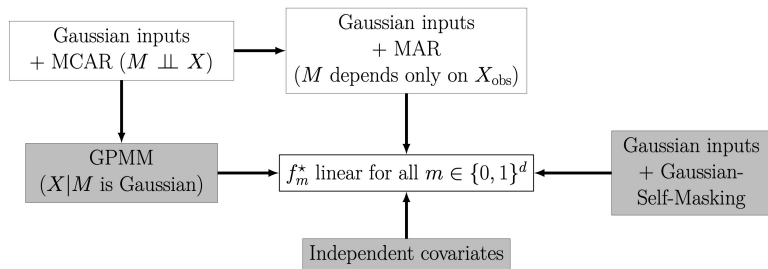 Gaussian inputs
+ MCAR (M ⫫ X)
Gaussian inputs
+ MAR
(M depends only on X_obs)
GPMM
(X|M is Gaussian)
f_m^⋆ linear for all m ∈ {0, 1}^d
Gaussian inputs
+ Gaussian-
Self-Masking
Independent covariates